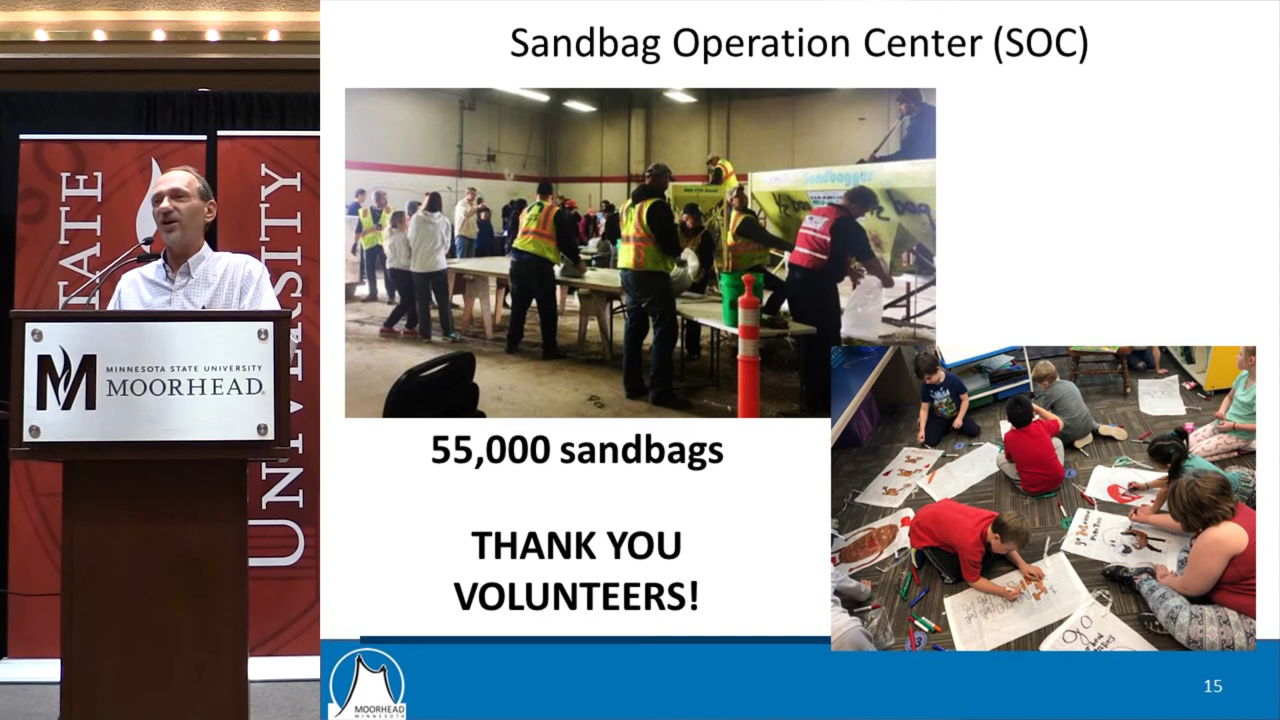 Sandbag Operation Center (SOC)
Sandbagger
55,000 sandbags
THANK YOU
VOLUNTEERS!
MOORHEAD
MINNESOTA
15
STATE
UNIVERSITY
M
MINNESOTA STATE UNIVERSITY
MOORHEAD®